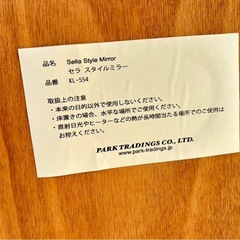 品名　Sella Style Mirror
セラ スタイルミラー
品番　KL-554
取扱上の注意
・本来の目的以外で使用しないください。
・床置きの場合、水平な場所でご使用ください。
・直射日光やヒーターなどの熱が長時間当たる場所でのご使用は
お控えください。
PARK TRADINGS CO., LTD.
www.park-tradings.jp